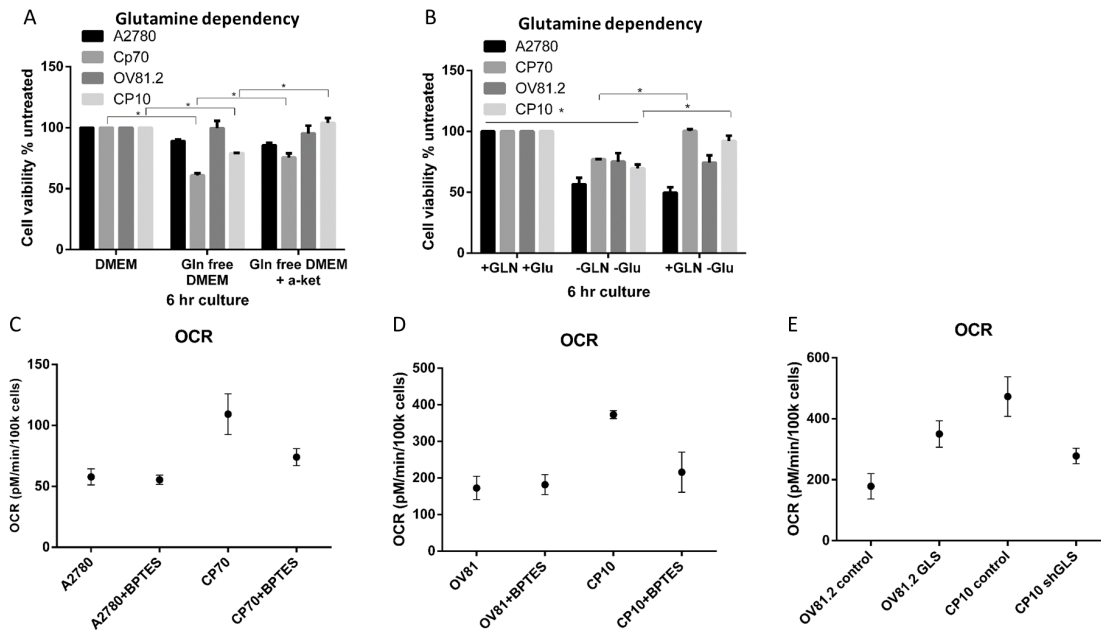 A
Glutamine dependency
A2780
Cp70
OV81.2
CP10
Cell vaibility % untreated
150
100
50
0
*
*
*
*
DMEM
Gln free DMEM
Gln free DMEM + a-ket
6 hr culture
B
Glutamine dependency
A2780
CP70
OV81.2
CP10
Cell viability % untreated
150
100
50
0
*
*
*
+GLN +Glu
-GLN -Glu
+GLN -Glu
6 hr culture
C
OCR
OCR (pM/min/100k cells)
150
100
50
0
A2780
A2780+BPTES
CP70
CP70+BPTES
D
OCR
OCR (pM/min/100k cells)
500
400
300
200
100
0
OV81
OV81+BPTES
CP10
CP10+BPTES
E
OCR
OCR (pM/min/100k cells)
600
400
200
0
OV81.2 control
OV81.2 GLS
CP10 control
CP10 shGLS